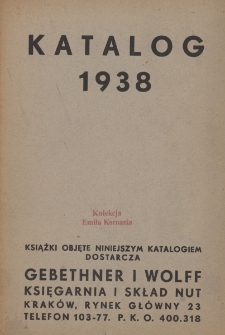 KATALOG
1938
Kolekcja
Emila Kornasia
KSIĄŻKI OBJĘTE NINIEJSZYM KATALOGIEM
DOSTARCZA
GEBETHNER I WOLFF
KSIĘGARNIA I SKŁAD NUT
KRAKÓW, RYNEK GŁÓWNY 23
TELEFON 103-77. P. K. O. 400.318